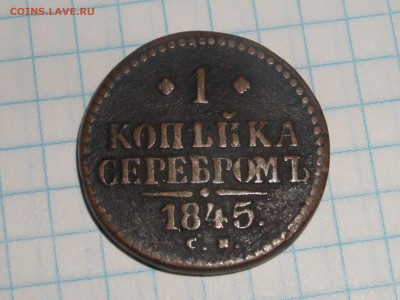 COINS.LAVE.RU
1
КОПѢЙКА
СЕРЕБРОМЪ
1845.
С.М